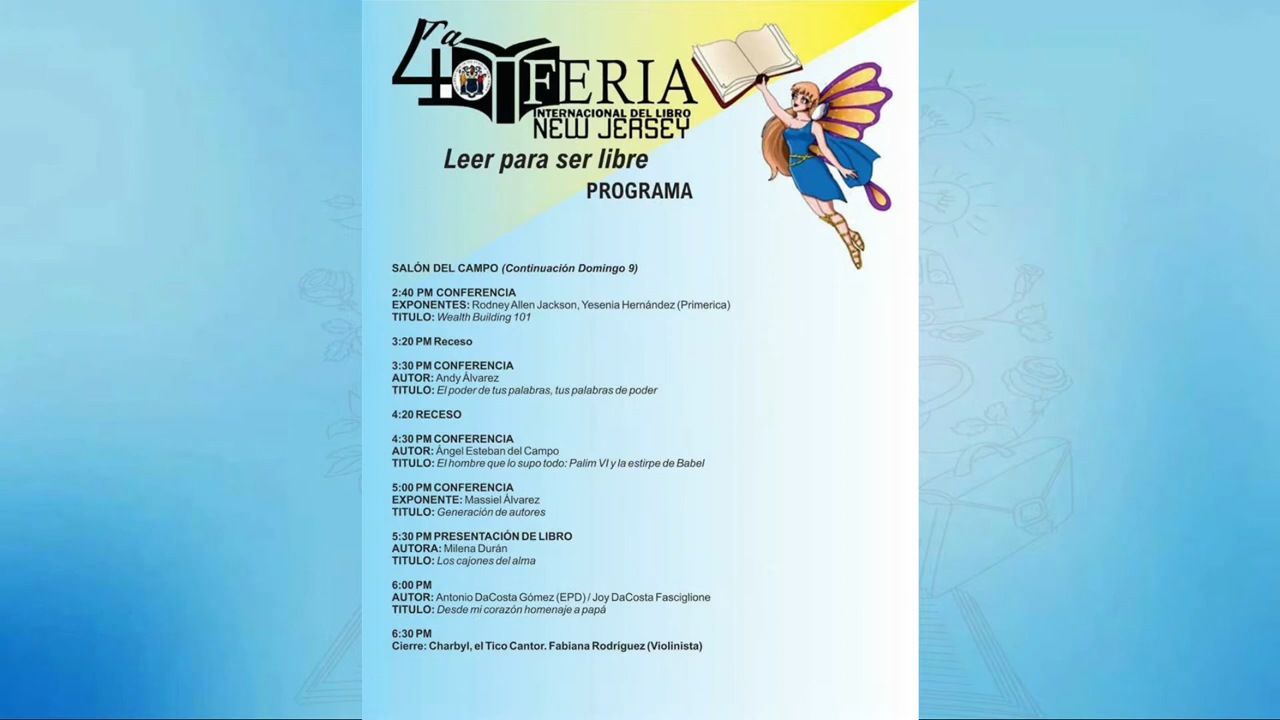 4.ra FERIA
INTERNACIONAL DEL LIBRO
NEW JERSEY
Leer para ser libre
PROGRAMA
SALÓN DEL CAMPO (Continuación Domingo 9)
2:40 PM CONFERENCIA
EXPONENTES: Rodney Allen Jackson, Yesenia Hernández (Primerica)
TITULO: Wealth Building 101
3:20 PM Receso
3:30 PM CONFERENCIA
AUTOR: Andy Álvarez
TITULO: El poder de tus palabras, tus palabras de poder
4:20 RECESO
4:30 PM CONFERENCIA
AUTOR: Ángel Esteban del Campo
TITULO: El hombre que lo supo todo: Palim VI y la estirpe de Babel
5:00 PM CONFERENCIA
EXPONENTE: Massiel Álvarez
TITULO: Generación de autores
5:30 PM PRESENTACIÓN DE LIBRO
AUTORA: Milena Durán
TITULO: Los cajones del alma
6:00 PM
AUTOR: Antonio DaCosta Gómez (EPD) / Joy DaCosta Fasciglione
TITULO: Desde mi corazón homenaje a papá
6:30 PM
Cierre: Charbyl, el Tico Cantor. Fabiana Rodríguez (Violinista)